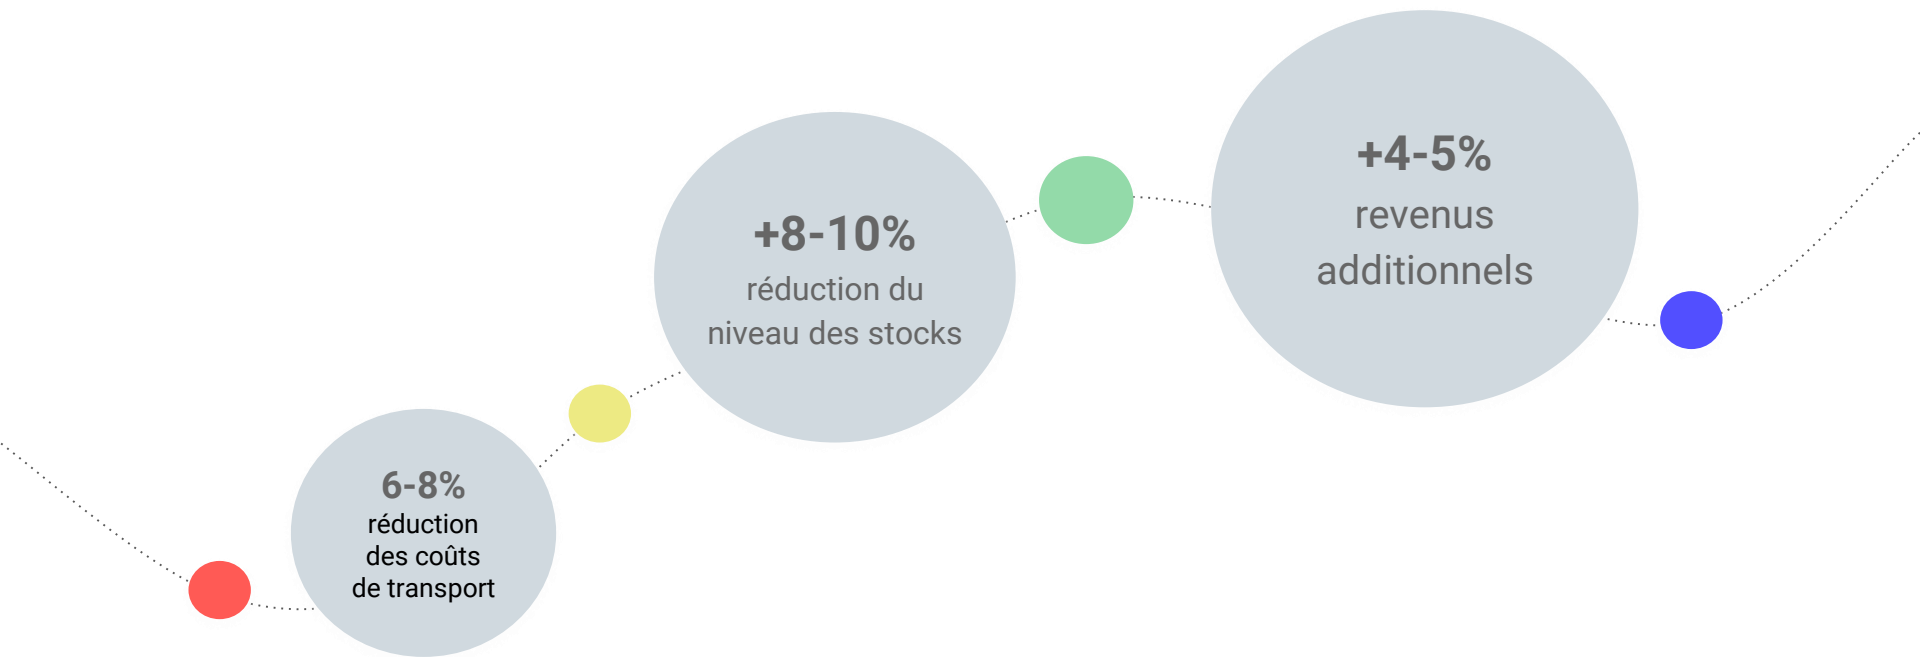 6-8%
réduction
des coûts
de transport
+8-10%
réduction du
niveau des stocks
+4-5%
revenus
additionnels